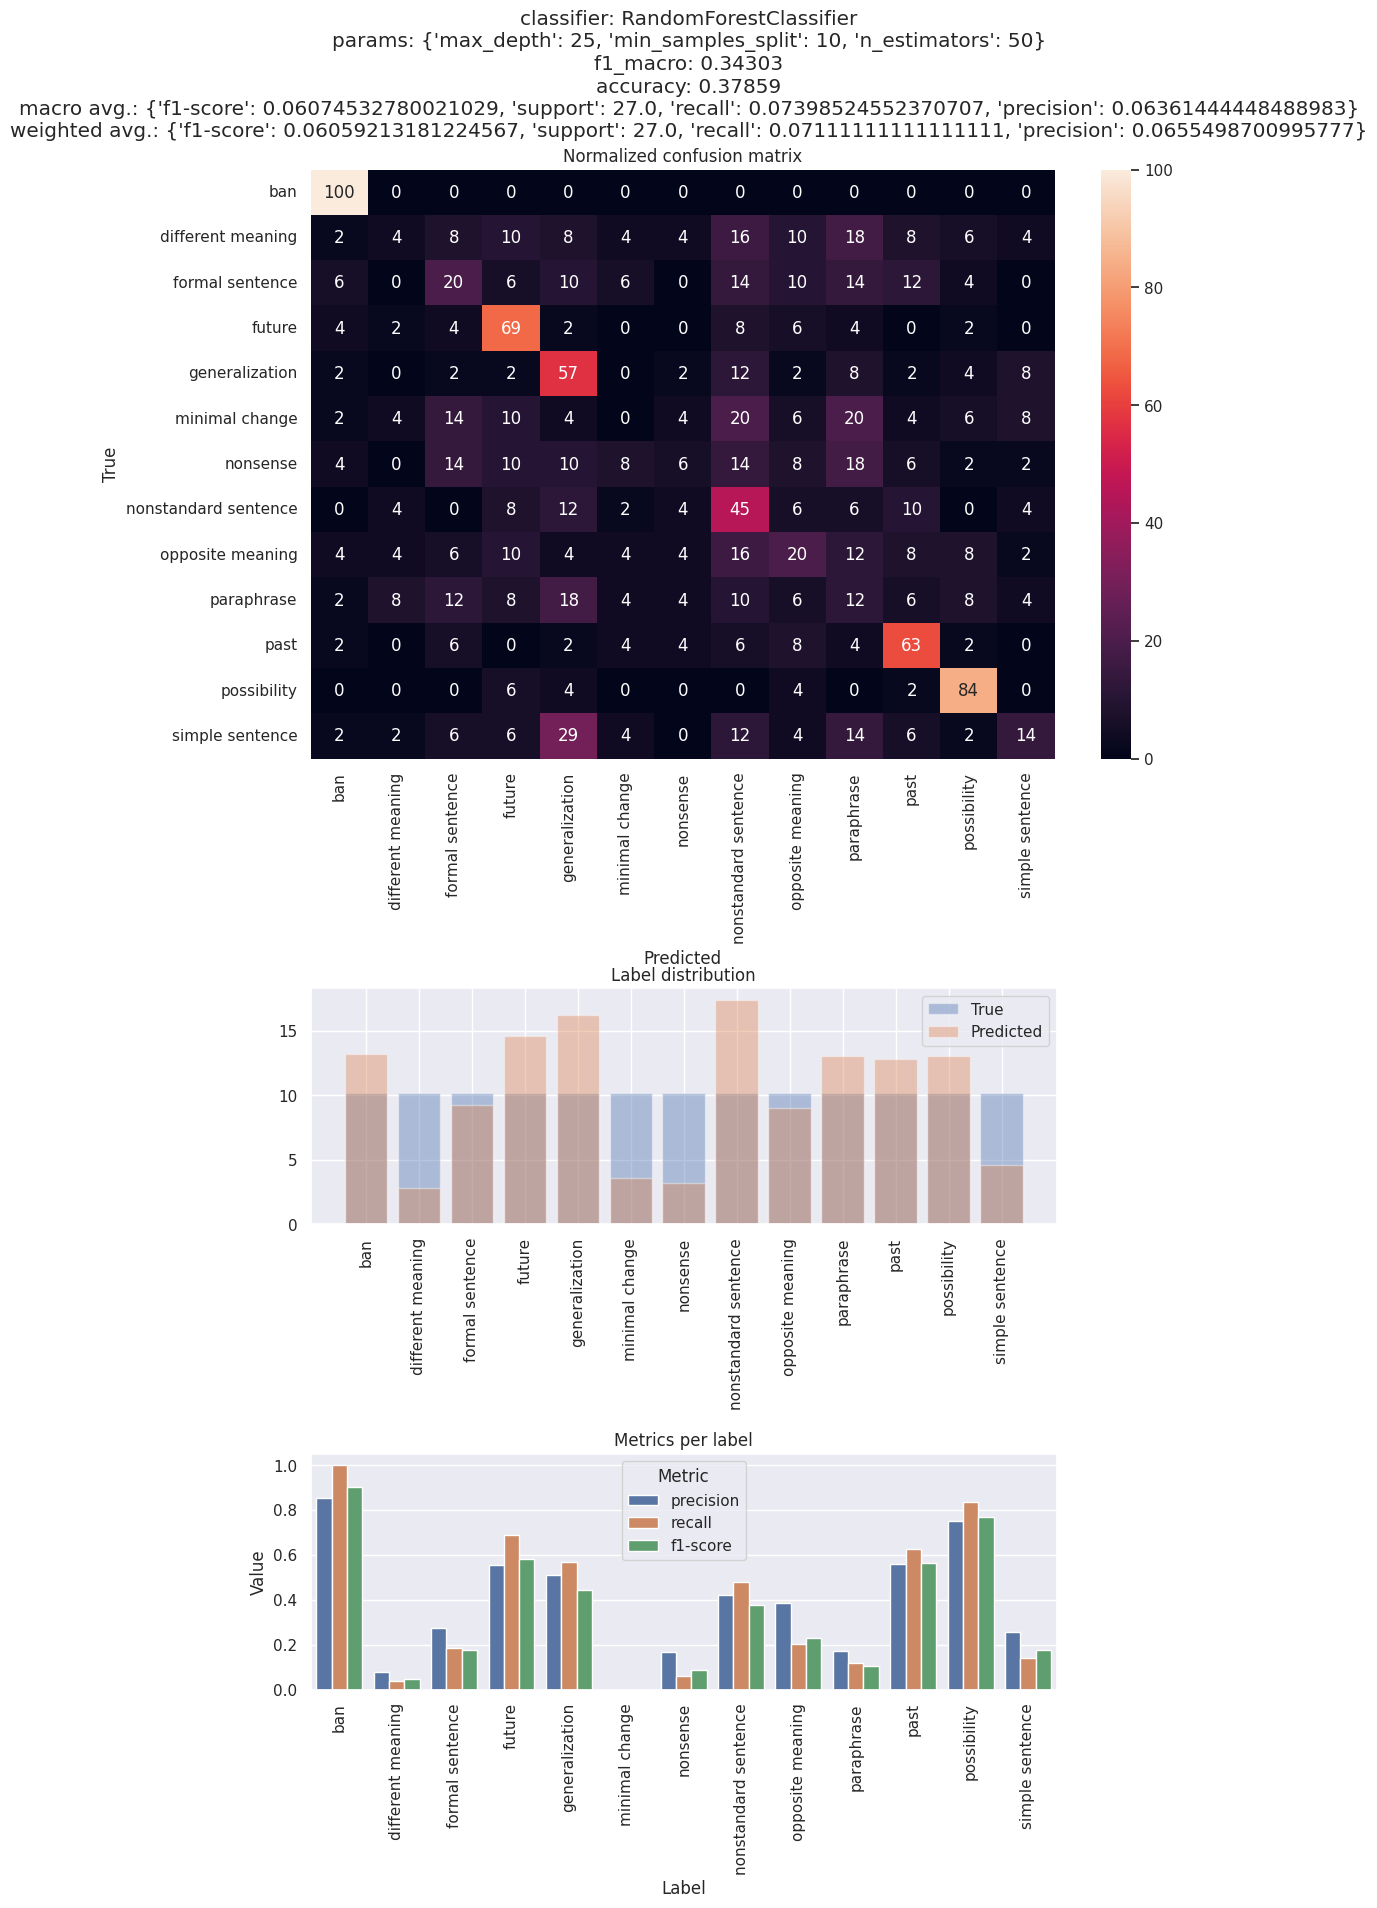 classifier: RandomForestClassifier
params: {'max_depth': 25, 'min_samples_split': 10, 'n_estimators': 50}
f1_macro: 0.34303
accuracy: 0.37859
macro avg.: {'f1-score': 0.06074532780021029, 'support': 27.0, 'recall': 0.07398524552370707, 'precision': 0.06361444448488983}
weighted avg.: {'f1-score': 0.06059213181224567, 'support': 27.0, 'recall': 0.07111111111111111, 'precision': 0.0655498700995777}
Normalized confusion matrix
True
ban 100 0 0 0 0 0 0 0 0 0 0 0 0
different meaning 2 4 8 10 8 4 4 16 10 18 8 6 4
formal sentence 6 0 20 6 10 6 0 14 10 14 12 4 0
future 4 2 4 69 2 0 0 8 6 4 0 2 0
generalization 2 0 2 2 57 0 2 12 2 8 2 4 8
minimal change 2 4 14 10 4 0 4 20 6 20 4 6 8
nonsense 4 0 14 10 10 8 6 14 8 18 6 2 2
nonstandard sentence 0 4 0 8 12 2 4 45 6 6 10 0 4
opposite meaning 4 4 6 10 4 4 4 16 20 12 8 8 2
paraphrase 2 8 12 8 18 4 4 10 6 12 6 8 4
past 2 0 6 0 2 4 4 6 8 4 63 2 0
possibility 0 0 0 6 4 0 0 0 4 0 2 84 0
simple sentence 2 2 6 6 29 4 0 12 4 14 6 2 14
100
80
60
40
20
0
ban
different meaning
formal sentence
future
generalization
minimal change
nonsense
nonstandard sentence
opposite meaning
paraphrase
past
possibility
simple sentence
Predicted
Label distribution
True
Predicted
15
10
5
0
ban
different meaning
formal sentence
future
generalization
minimal change
nonsense
nonstandard sentence
opposite meaning
paraphrase
past
possibility
simple sentence
Metrics per label
Metric
precision
recall
f1-score
Value
1.0
0.8
0.6
0.4
0.2
0.0
ban
different meaning
formal sentence
future
generalization
minimal change
nonsense
nonstandard sentence
opposite meaning
paraphrase
past
possibility
simple sentence
Label